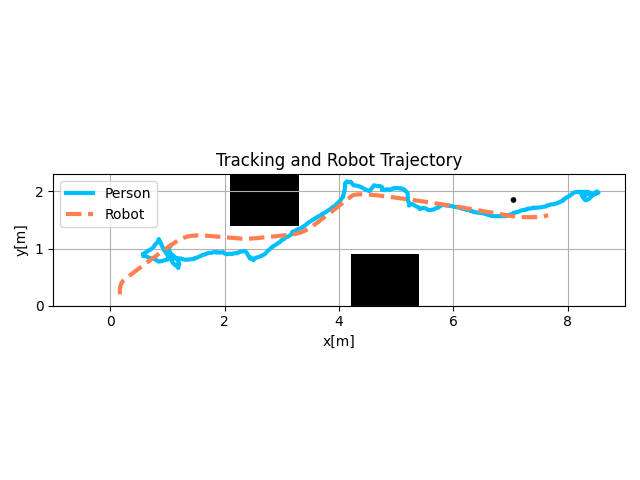 Tracking and Robot Trajectory
Person
Robot
y[m]
2
1
0
0 2 4 6 8
x[m]